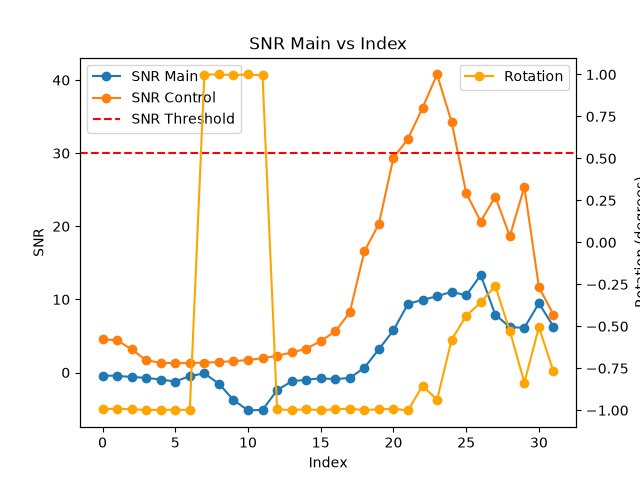 SNR Main vs Index
SNR Main
SNR Control
SNR Threshold
Rotation
40
30
20
10
0
SNR
1.00
0.75
0.50
0.25
0.00
−0.25
−0.50
−0.75
−1.00
Rotation (degrees)
0 5 10 15 20 25 30
Index